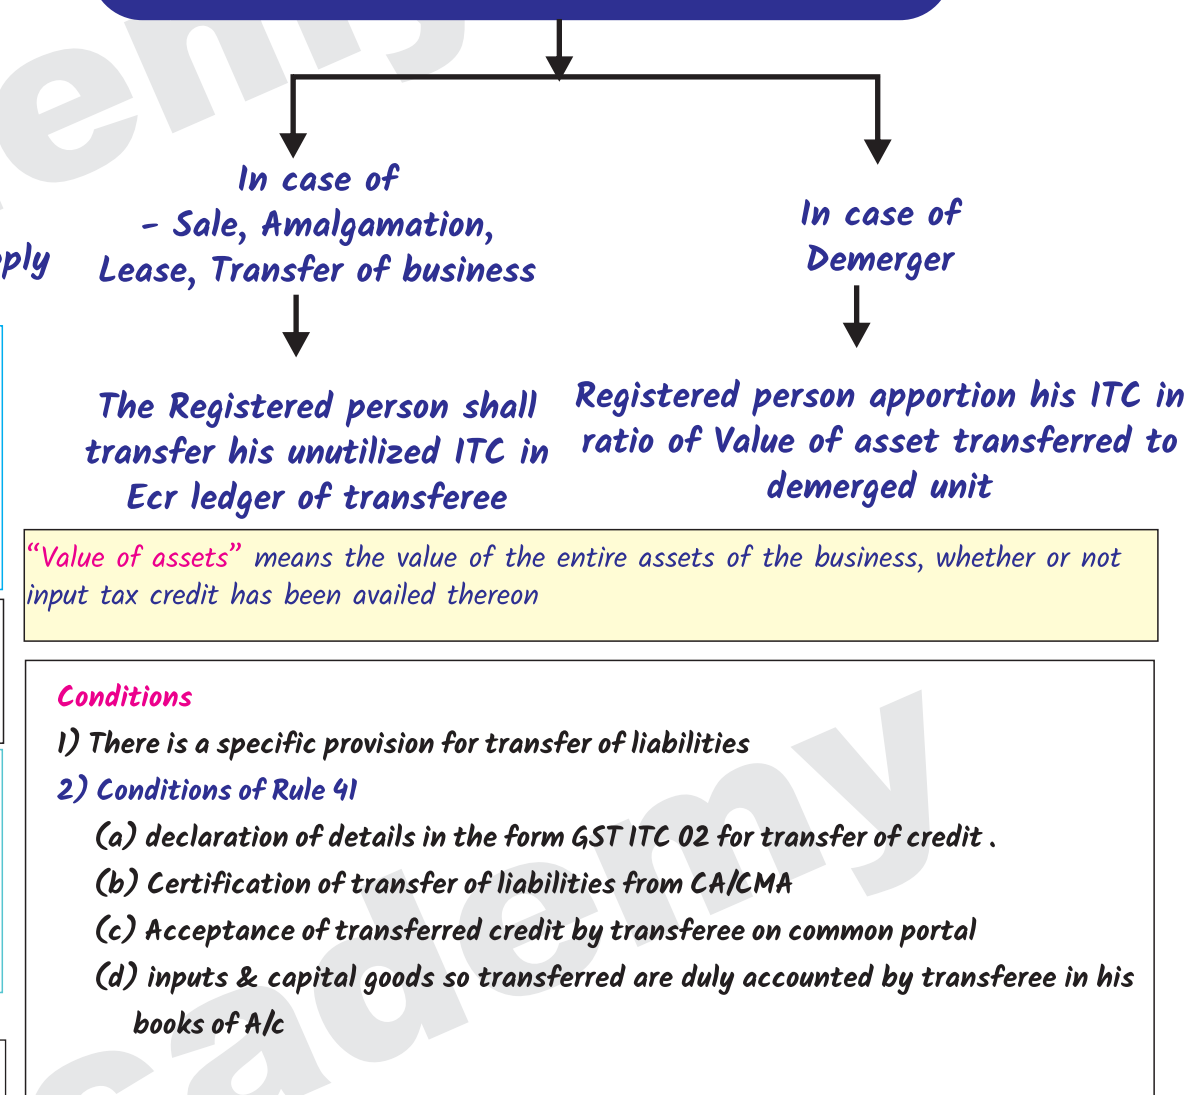 In case of
- Sale, Amalgamation,
Lease, Transfer of business
In case of
Demerger
The Registered person shall
transfer his unutilized ITC in
Ecr ledger of transferee
Registered person apportion his ITC in
ratio of Value of asset transferred to
demerged unit
“Value of assets” means the value of the entire assets of the business, whether or not
input tax credit has been availed thereon
Conditions
1) There is a specific provision for transfer of liabilities
2) Conditions of Rule 41
(a) declaration of details in the form GST ITC 02 for transfer of credit .
(b) Certification of transfer of liabilities from CA/CMA
(c) Acceptance of transferred credit by transferee on common portal
(d) inputs & capital goods so transferred are duly accounted by transferee in his
books of A/c